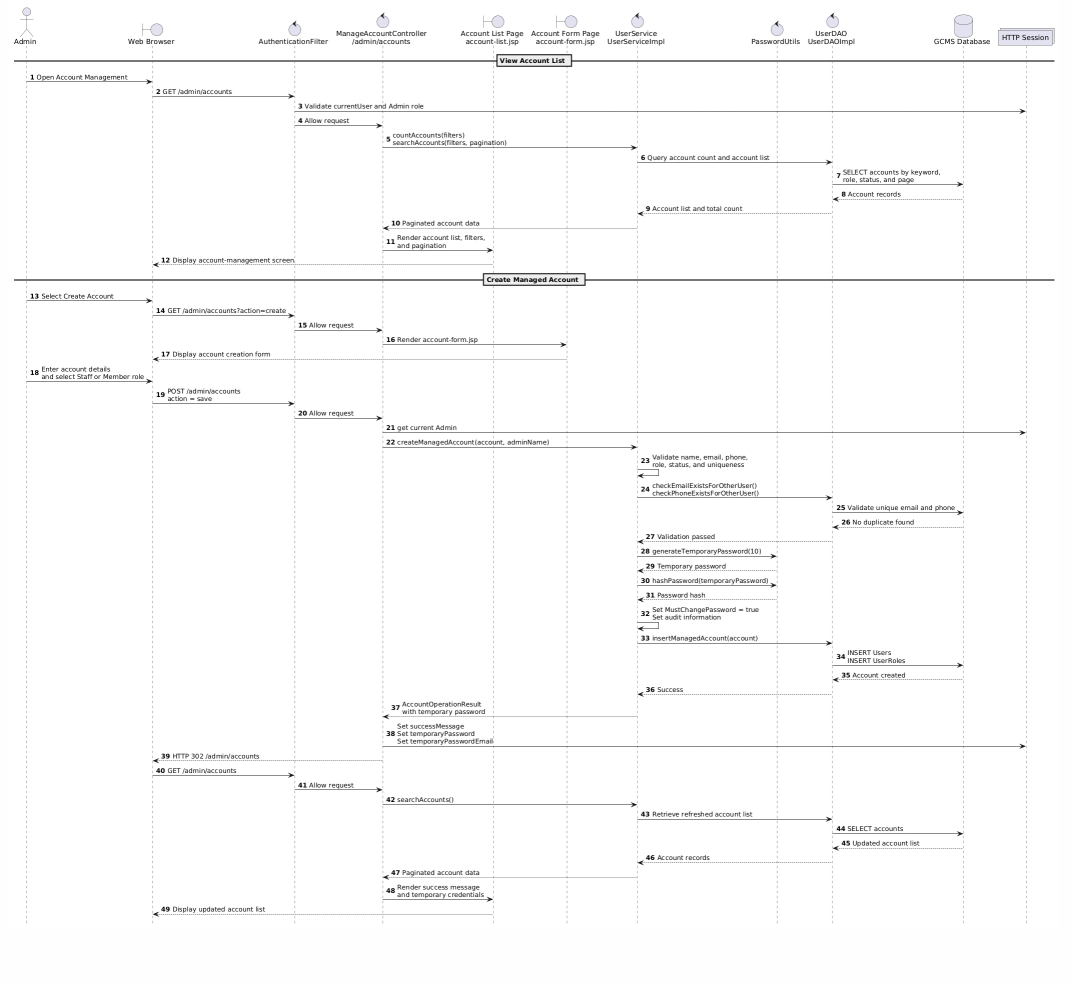 Admin
Web Browser
AuthenticationFilter
ManageAccountController
/admin/accounts
Account List Page
account-list.jsp
Account Form Page
account-form.jsp
UserService
UserServiceImpl
PasswordUtils
UserDAO
UserDAOImpl
GCMS Database
HTTP Session
View Account List
1 Open Account Management
2 GET /admin/accounts
3 Validate currentUser and Admin role
4 Allow request
5 countAccounts(filters)
searchAccounts(filters, pagination)
6 Query account count and account list
7 SELECT accounts by keyword,
role, status, and page
8 Account records
9 Account list and total count
10 Paginated account data
11 Render account list, filters,
and pagination
12 Display account-management screen
Create Managed Account
13 Select Create Account
14 GET /admin/accounts?action=create
15 Allow request
16 Render account-form.jsp
17 Display account creation form
18 Enter account details
and select Staff or Member role
19 POST /admin/accounts
action = save
20 Allow request
21 get current Admin
22 createManagedAccount(account, adminName)
23 Validate name, email, phone,
role, status, and uniqueness
24 checkEmailExistsForOtherUser()
checkPhoneExistsForOtherUser()
25 Validate unique email and phone
26 No duplicate found
27 Validation passed
28 generateTemporaryPassword(10)
29 Temporary password
30 hashPassword(temporaryPassword)
31 Password hash
32 Set MustChangePassword = true
Set audit information
33 insertManagedAccount(account)
34 INSERT Users
INSERT UserRoles
35 Account created
36 Success
37 AccountOperationResult
with temporary password
38 Set successMessage
Set temporaryPassword
Set temporaryPasswordEmail
39 HTTP 302 /admin/accounts
40 GET /admin/accounts
41 Allow request
42 searchAccounts()
43 Retrieve refreshed account list
44 SELECT accounts
45 Updated account list
46 Account records
47 Paginated account data
48 Render success message
and temporary credentials
49 Display updated account list